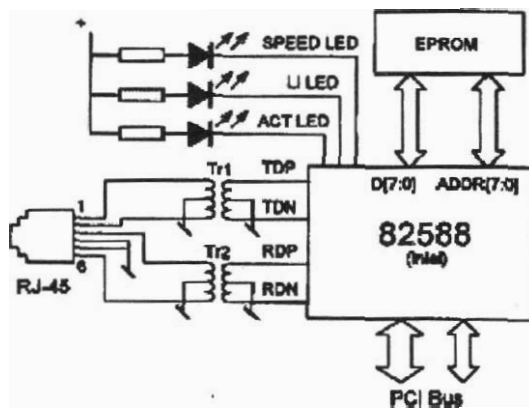 +
SPEED LED
LI LED
ACT LED
EPROM
Tr1
TDP
TDN
D[7:0] ADDR[7:0]
82588
(Intel)
1
6
RJ-45
Tr2
RDP
RDN
PCI Bus